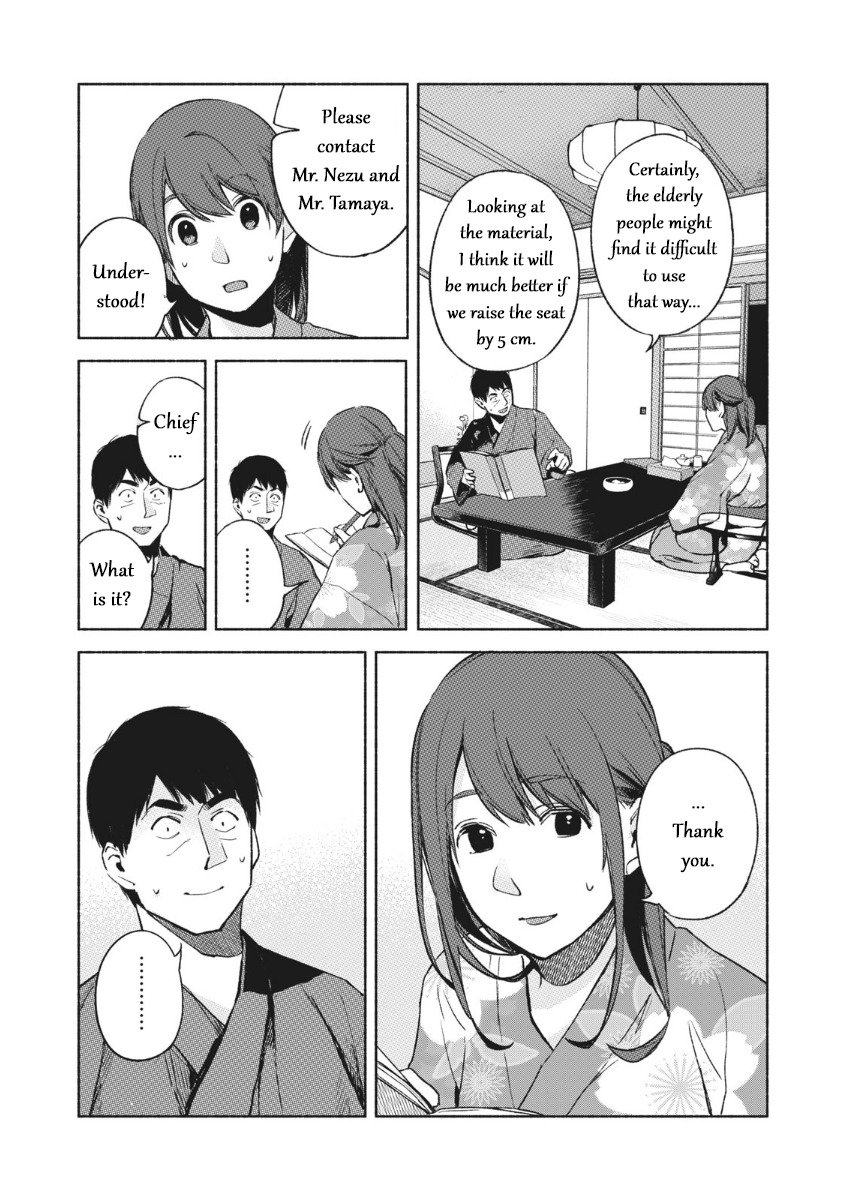 Certainly,
the elderly
people might
find it difficult
to use
that way...
Looking at
the material,
I think it will
be much better if
we raise the seat
by 5 cm.
Please
contact
Mr. Nezu and
Mr. Tamaya.
Under-
stood!
.........
Chief
...
What
is it?
...
Thank
you.
.........